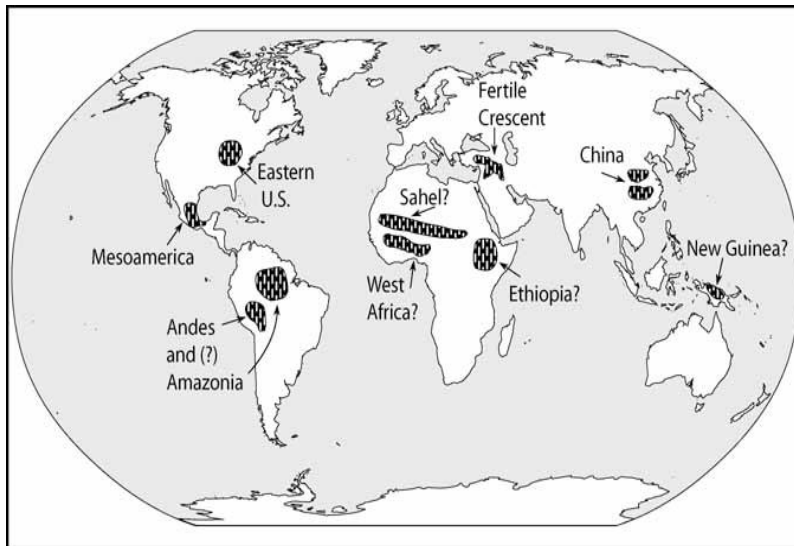 Fertile
Crescent
China
Eastern
U.S.
Sahel?
Mesoamerica
New Guinea?
West
Africa?
Ethiopia?
Andes
and (?)
Amazonia